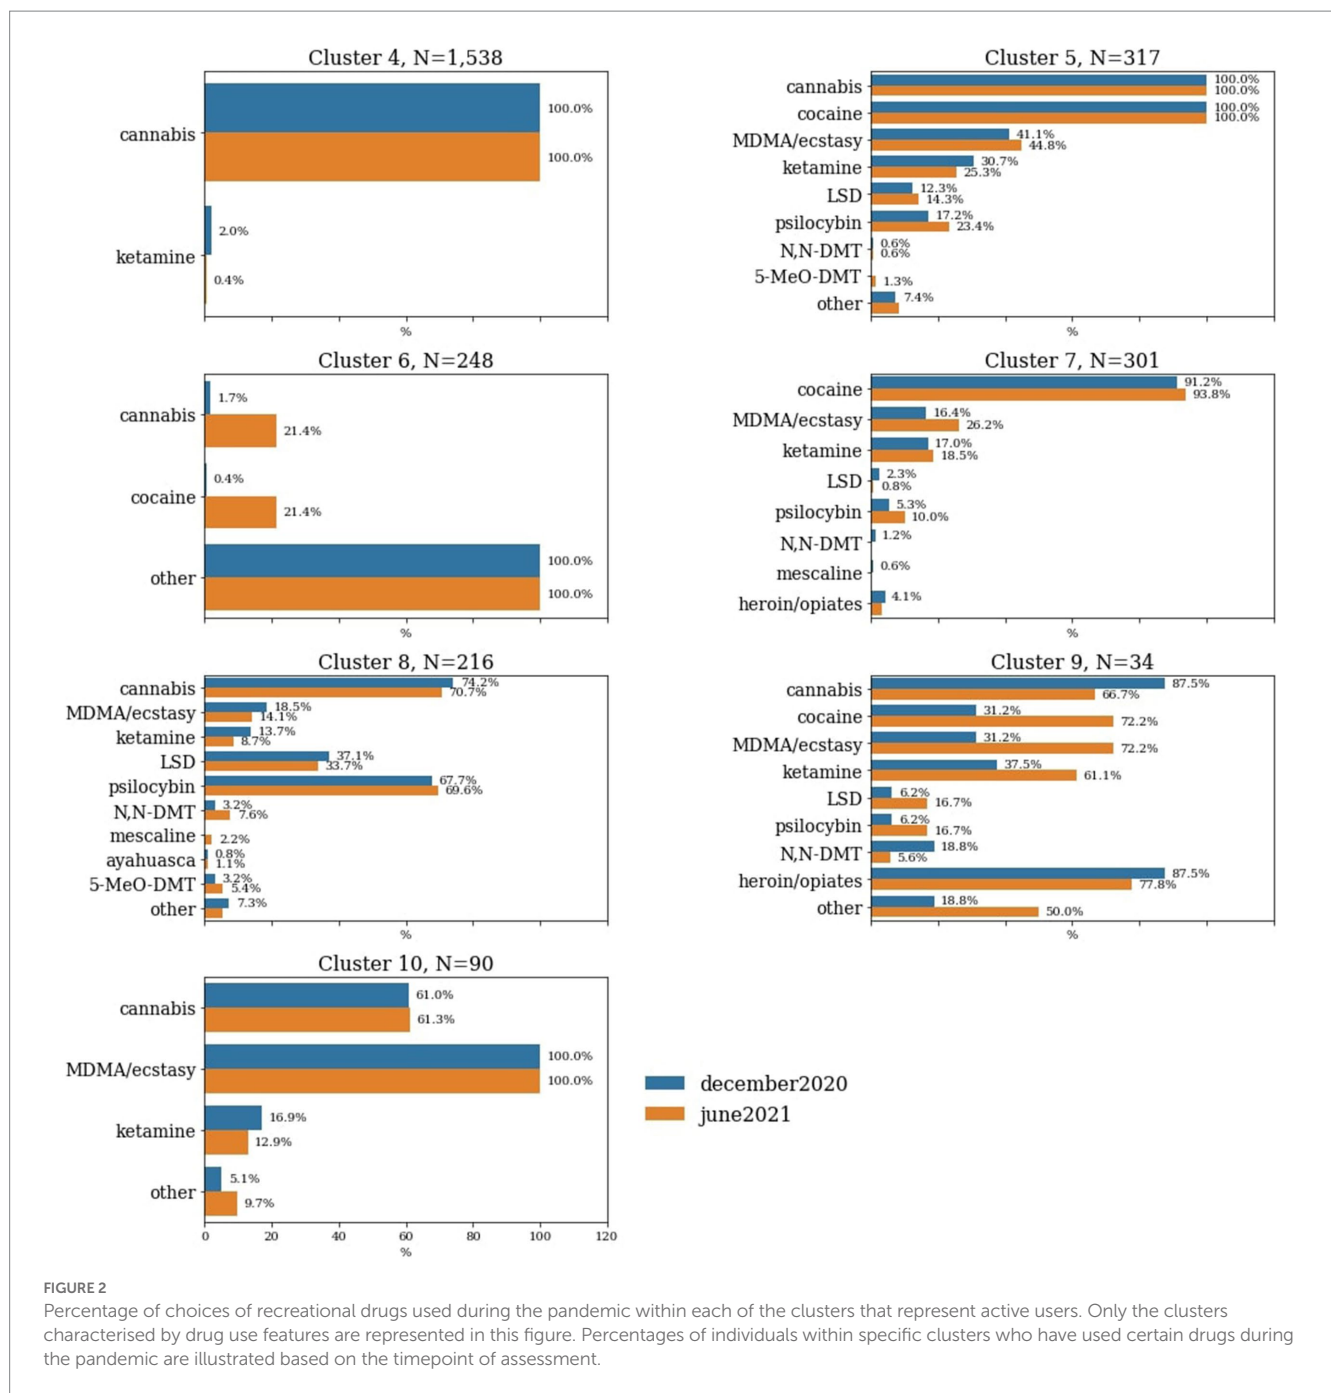 Cluster 4, N=1,538
cannabis
100.0%
100.0%
ketamine
2.0%
0.4%
%
Cluster 5, N=317
cannabis
100.0%
100.0%
cocaine
100.0%
100.0%
MDMA/ecstasy
41.1%
44.8%
ketamine
30.7%
25.3%
LSD
12.3%
14.3%
psilocybin
17.2%
23.4%
N,N-DMT
0.6%
0.6%
5-MeO-DMT
1.3%
other
7.4%
%
Cluster 6, N=248
cannabis
1.7%
21.4%
cocaine
0.4%
21.4%
other
100.0%
100.0%
%
Cluster 7, N=301
cocaine
91.2%
93.8%
MDMA/ecstasy
16.4%
26.2%
ketamine
17.0%
18.5%
LSD
2.3%
0.8%
psilocybin
5.3%
10.0%
N,N-DMT
1.2%
mescaline
0.6%
heroin/opiates
4.1%
%
Cluster 8, N=216
cannabis
74.2%
70.7%
MDMA/ecstasy
18.5%
14.1%
ketamine
13.7%
8.7%
LSD
37.1%
33.7%
psilocybin
67.7%
69.6%
N,N-DMT
3.2%
7.6%
mescaline
2.2%
ayahuasca
0.8%
1.1%
5-MeO-DMT
3.2%
5.4%
other
7.3%
%
Cluster 9, N=34
cannabis
87.5%
66.7%
cocaine
31.2%
72.2%
MDMA/ecstasy
31.2%
72.2%
ketamine
37.5%
61.1%
LSD
6.2%
16.7%
psilocybin
6.2%
16.7%
N,N-DMT
18.8%
5.6%
heroin/opiates
87.5%
77.8%
other
18.8%
50.0%
%
Cluster 10, N=90
cannabis
61.0%
61.3%
MDMA/ecstasy
100.0%
100.0%
ketamine
16.9%
12.9%
other
5.1%
9.7%
0 20 40 60 80 100 120
%
december2020
june2021
FIGURE 2
Percentage of choices of recreational drugs used during the pandemic within each of the clusters that represent active users. Only the clusters
characterised by drug use features are represented in this figure. Percentages of individuals within specific clusters who have used certain drugs during
the pandemic are illustrated based on the timepoint of assessment.